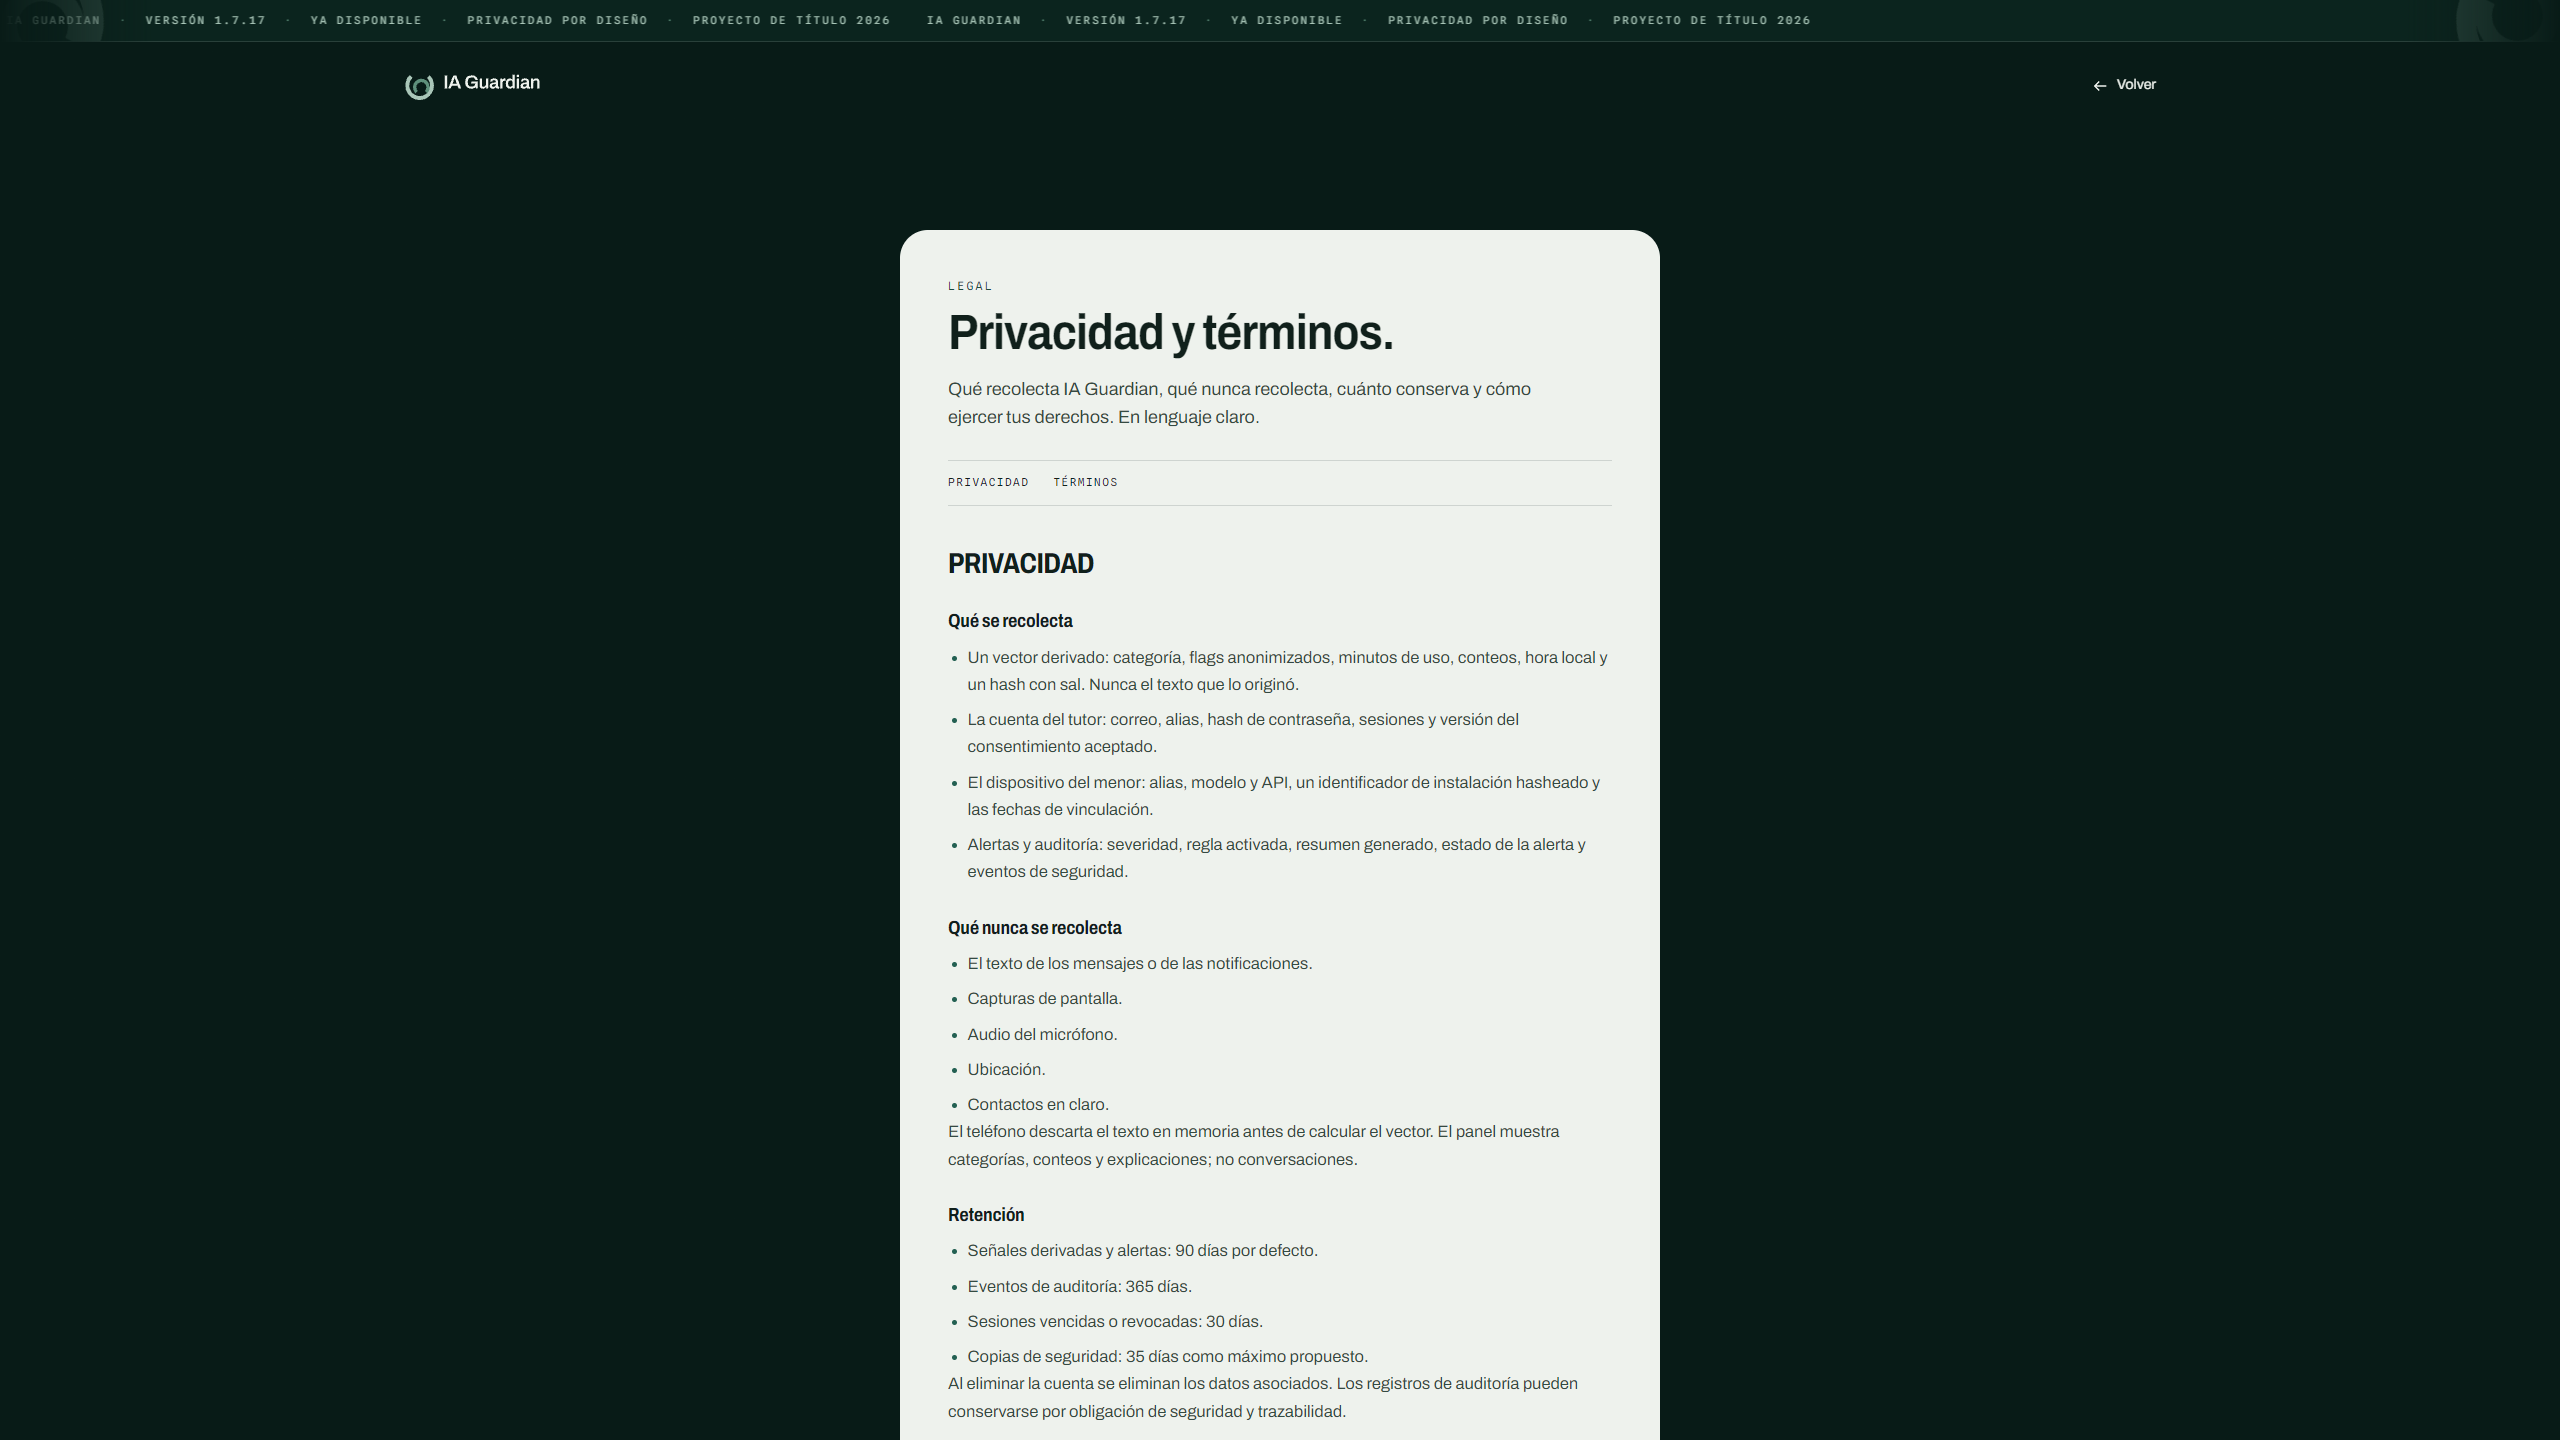 IA GUARDIAN · VERSIÓN 1.7.17 · YA DISPONIBLE · PRIVACIDAD POR DISEÑO · PROYECTO DE TÍTULO 2026 IA GUARDIAN · VERSIÓN 1.7.17 · YA DISPONIBLE · PRIVACIDAD POR DISEÑO · PROYECTO DE TÍTULO 2026
IA Guardian
← Volver
LEGAL
Privacidad y términos.
Qué recolecta IA Guardian, qué nunca recolecta, cuánto conserva y cómo
ejercer tus derechos. En lenguaje claro.
PRIVACIDAD TÉRMINOS
PRIVACIDAD
Qué se recolecta
• Un vector derivado: categoría, flags anonimizados, minutos de uso, conteos, hora local y
un hash con sal. Nunca el texto que lo originó.
• La cuenta del tutor: correo, alias, hash de contraseña, sesiones y versión del
consentimiento aceptado.
• El dispositivo del menor: alias, modelo y API, un identificador de instalación hasheado y
las fechas de vinculación.
• Alertas y auditoría: severidad, regla activada, resumen generado, estado de la alerta y
eventos de seguridad.
Qué nunca se recolecta
• El texto de los mensajes o de las notificaciones.
• Capturas de pantalla.
• Audio del micrófono.
• Ubicación.
• Contactos en claro.
El teléfono descarta el texto en memoria antes de calcular el vector. El panel muestra
categorías, conteos y explicaciones; no conversaciones.
Retención
• Señales derivadas y alertas: 90 días por defecto.
• Eventos de auditoría: 365 días.
• Sesiones vencidas o revocadas: 30 días.
• Copias de seguridad: 35 días como máximo propuesto.
Al eliminar la cuenta se eliminan los datos asociados. Los registros de auditoría pueden
conservarse por obligación de seguridad y trazabilidad.